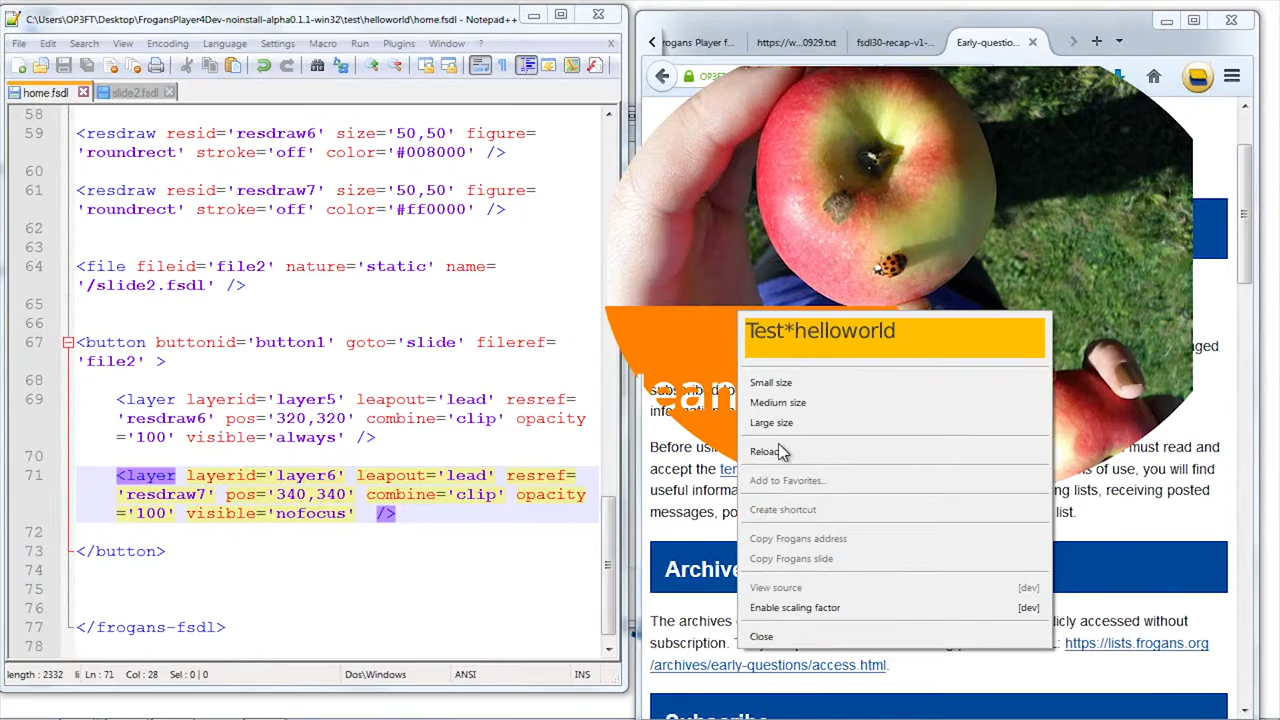 C:\Users\OP3FT\Desktop\FrogansPlayer4Dev-noinstall-alpha0.1.1-win32\test\helloworld\home.fsdl - Notepad++
File Edit Search View Encoding Language Settings Macro Run Plugins Window ? X
home.fsdl slide2.fsdl
58
59 <resdraw resid='resdraw6' size='50,50' figure=
'roundrect' stroke='off' color='#008000' />
60
61 <resdraw resid='resdraw7' size='50,50' figure=
'roundrect' stroke='off' color='#ff0000' />
62
63
64 <file fileid='file2' nature='static' name=
'/slide2.fsdl' />
65
66
67 <button buttonid='button1' goto='slide' fileref=
'file2' >
68
69 <layer layerid='layer5' leapout='lead' resref=
'resdraw6' pos='320,320' combine='clip' opacity
='100' visible='always' />
70
71 <layer layerid='layer6' leapout='lead' resref=
'resdraw7' pos='340,340' combine='clip' opacity
='100' visible='nofocus' />
72
73 </button>
74
75
76
77 </frogans-fsdl>
78
length : 2332 Ln : 71 Col : 28 Sel : 0 | 0 Dos\Windows ANSI INS
rogans Player f... https://w...0929.txt fsdl30-recap-v1-... Early-questio...
OP3F
ean
Test*helloworld
Small size
Medium size
Large size
Reload
Add to Favorites...
Create shortcut
Copy Frogans address
Copy Frogans slide
View source [dev]
Enable scaling factor [dev]
Close
aged
subscribed to
Before using must read and
accept the of use, you will find
useful informa ng lists, receiving posted
messages, po list.
Archive
The archives licly accessed without
subscription. T : https://lists.frogans.org
/archives/early-questions/access.html.
Subscribe